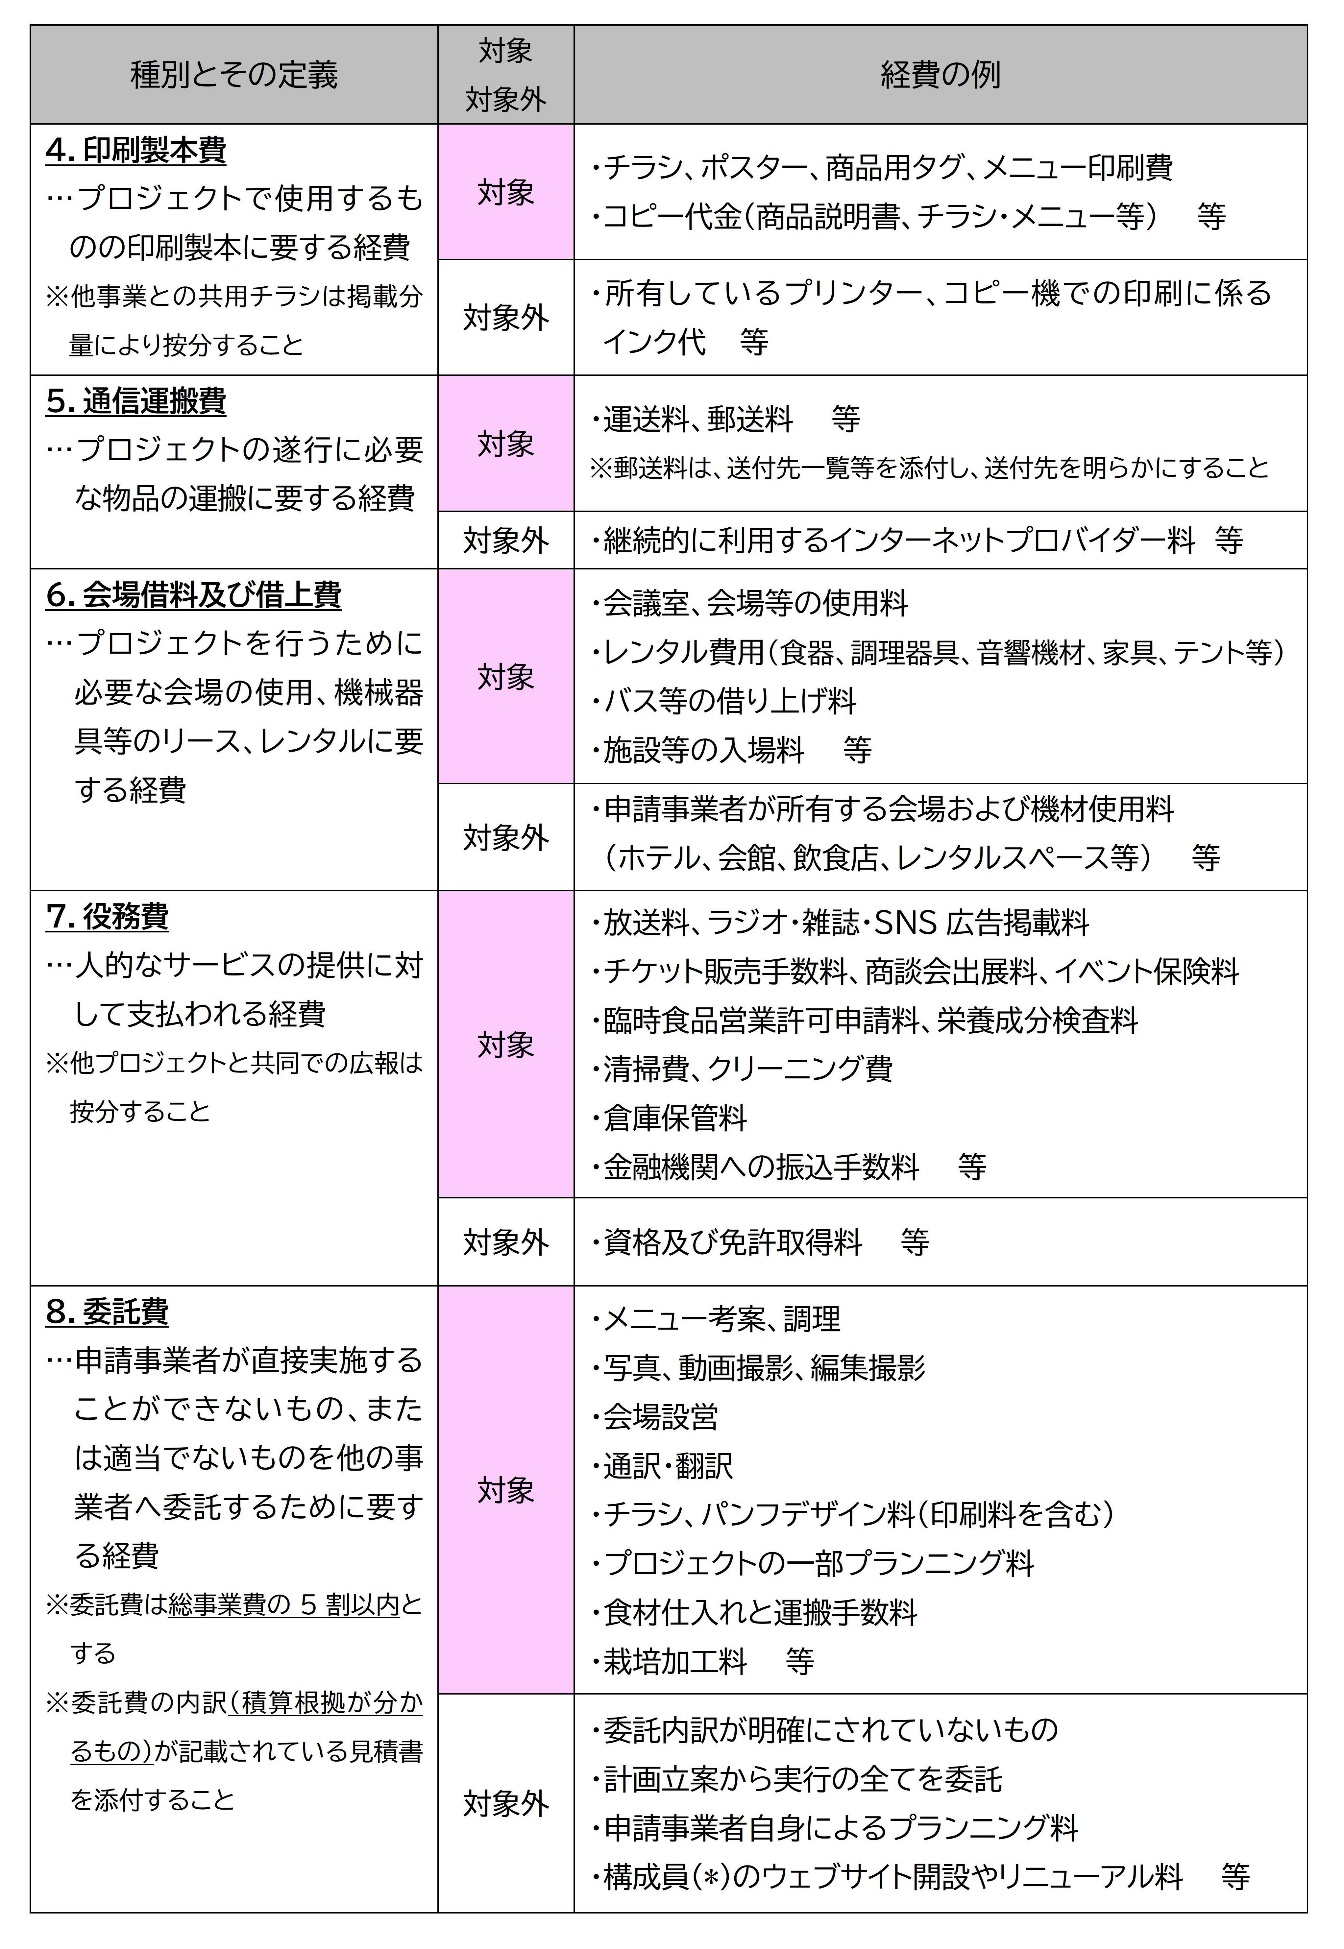 種別とその定義
対象
対象外
経費の例
4. 印刷製本費
…プロジェクトで使用するも
のの印刷製本に要する経費
※他事業との共用チラシは掲載分
量により按分すること
対象
・チラシ、ポスター、商品用タグ、メニュー印刷費
・コピー代金(商品説明書、チラシ・メニュー等) 等
対象外
・所有しているプリンター、コピー機での印刷に係る
インク代 等
5. 通信運搬費
…プロジェクトの遂行に必要
な物品の運搬に要する経費
対象
・運送料、郵送料 等
※郵送料は、送付先一覧等を添付し、送付先を明らかにすること
対象外
・継続的に利用するインターネットプロバイダー料 等
6. 会場借料及び借上費
…プロジェクトを行うために
必要な会場の使用、機械器
具等のリース、レンタルに要
する経費
対象
・会議室、会場等の使用料
・レンタル費用(食器、調理器具、音響機材、家具、テント等)
・バス等の借り上げ料
・施設等の入場料 等
対象外
・申請事業者が所有する会場および機材使用料
(ホテル、会館、飲食店、レンタルスペース等) 等
7. 役務費
…人的なサービスの提供に対
して支払われる経費
※他プロジェクトと共同での広報は
按分すること
対象
・放送料、ラジオ・雑誌・SNS 広告掲載料
・チケット販売手数料、商談会出展料、イベント保険料
・臨時食品営業許可申請料、栄養成分検査料
・清掃費、クリーニング費
・倉庫保管料
・金融機関への振込手数料 等
対象外
・資格及び免許取得料 等
8. 委託費
…申請事業者が直接実施する
ことができないもの、また
は適当でないものを他の事
業者へ委託するために要す
る経費
※委託費は総事業費の 5 割以内と
する
※委託費の内訳(積算根拠が分か
るもの)が記載されている見積書
を添付すること
対象
・メニュー考案、調理
・写真、動画撮影、編集撮影
・会場設営
・通訳・翻訳
・チラシ、パンフデザイン料(印刷料を含む)
・プロジェクトの一部プランニング料
・食材仕入れと運搬手数料
・栽培加工料 等
対象外
・委託内訳が明確にされていないもの
・計画立案から実行の全てを委託
・申請事業者自身によるプランニング料
・構成員(*)のウェブサイト開設やリニューアル料 等